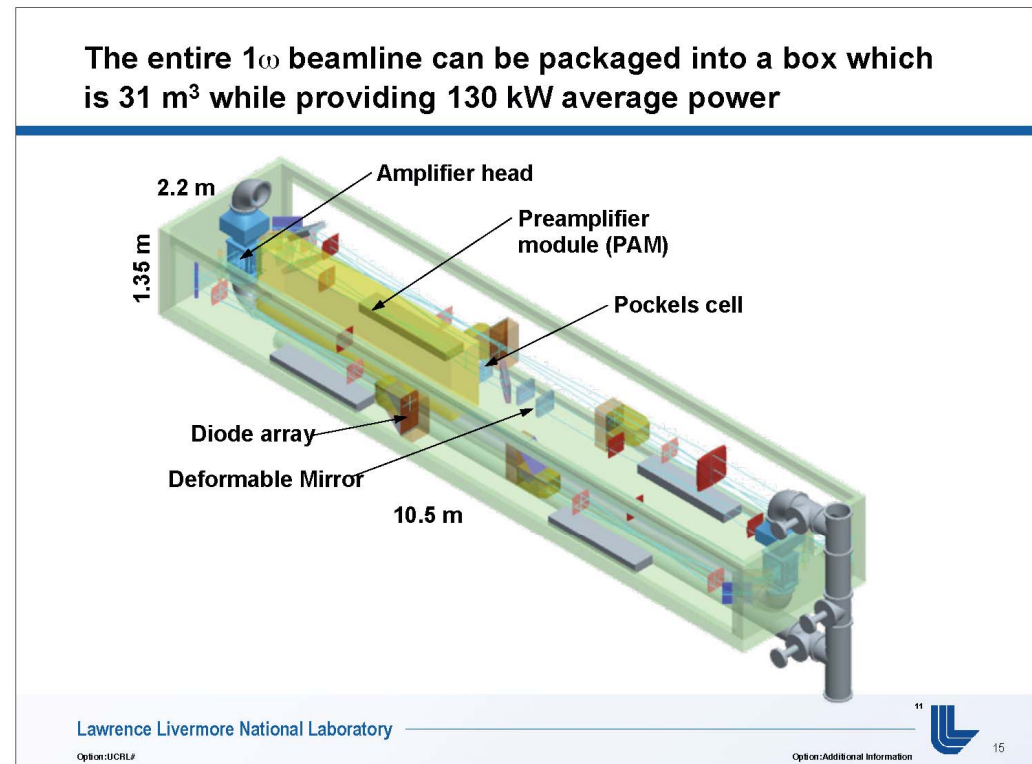 The entire 1ω beamline can be packaged into a box which
is 31 m³ while providing 130 kW average power
2.2 m
Amplifier head
Preamplifier
module (PAM)
1.35 m
Pockels cell
Diode array
Deformable Mirror
10.5 m
Lawrence Livermore National Laboratory
11
15
Option:UCRL#
Option:Additional Information